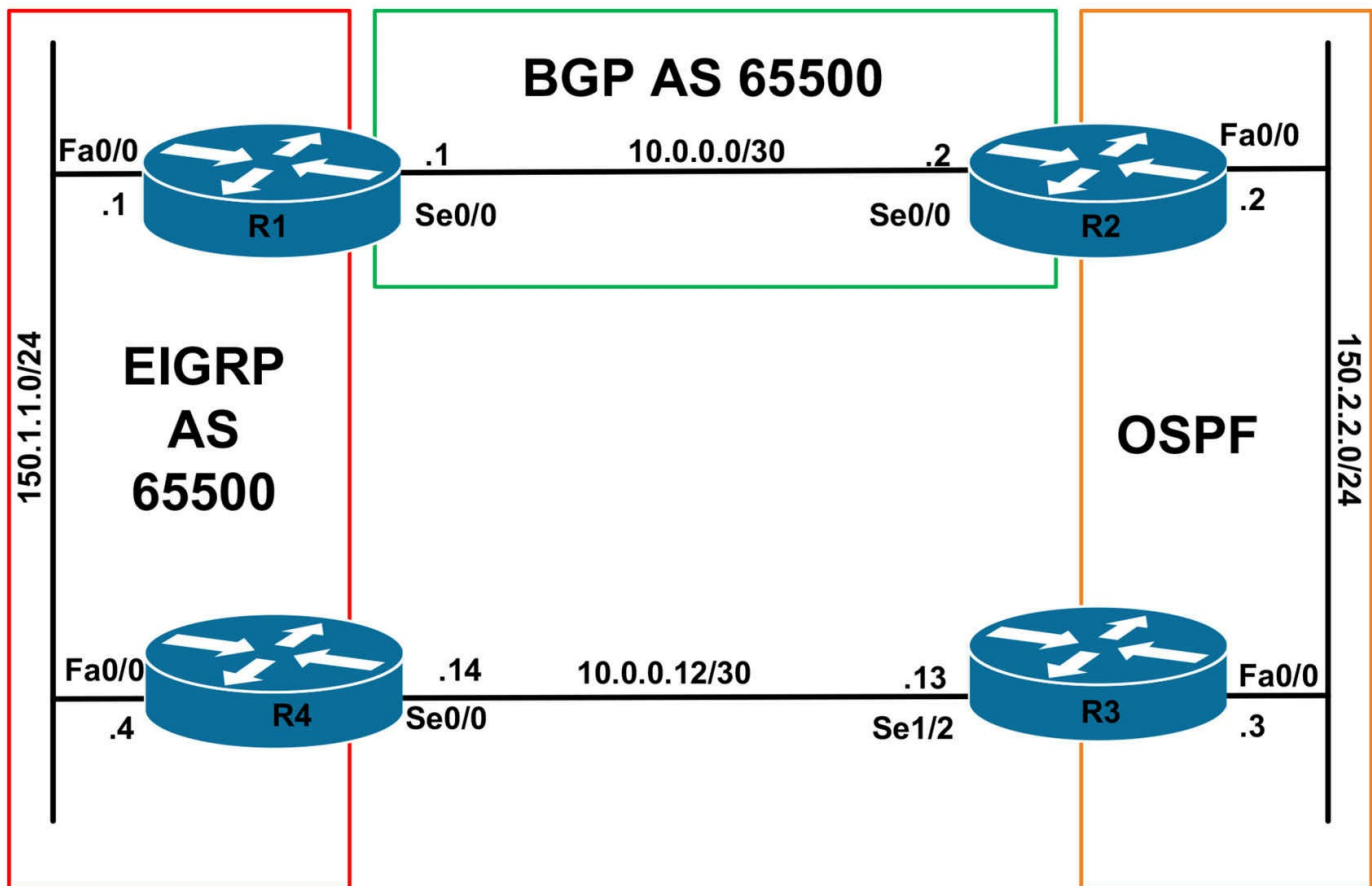 BGP AS 65500
Fa0/0
.1
R1
.1
Se0/0
10.0.0.0/30
.2
Se0/0
R2
Fa0/0
.2
150.1.1.0/24
EIGRP
AS
65500
OSPF
150.2.2.0/24
Fa0/0
.4
R4
.14
Se0/0
10.0.0.12/30
.13
Se1/2
R3
Fa0/0
.3